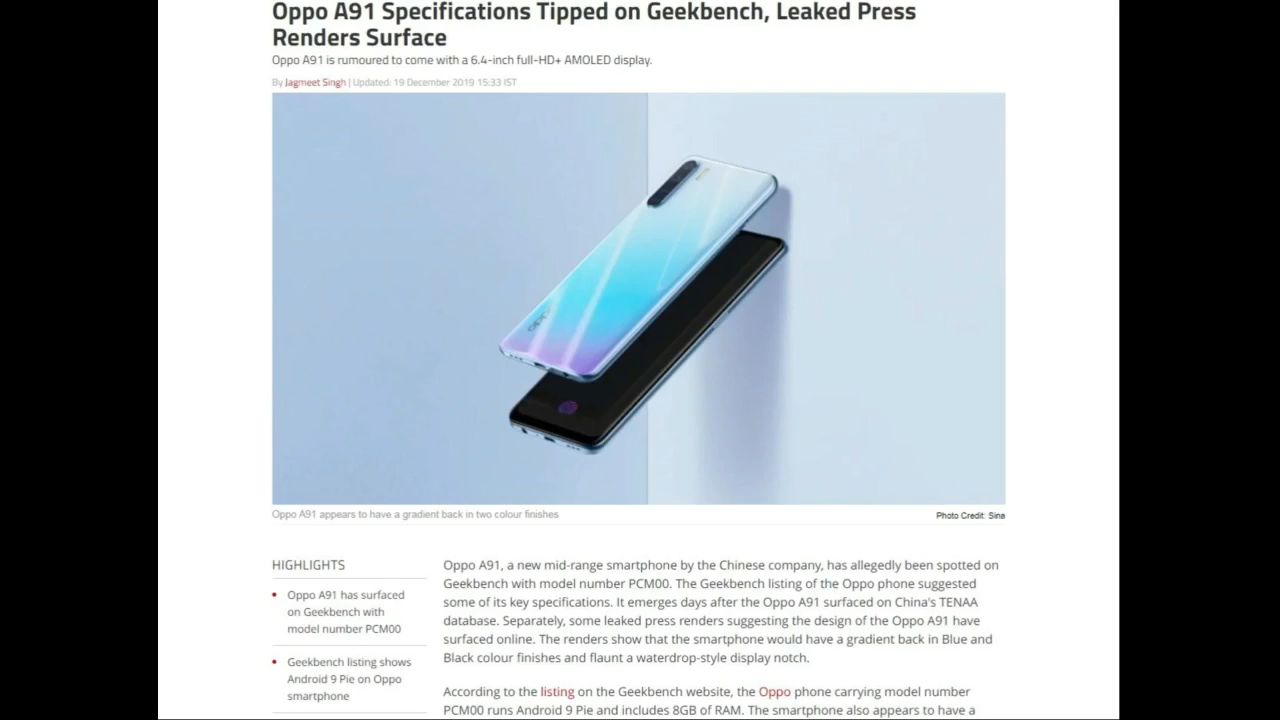 Oppo A91 Specifications Tipped on Geekbench, Leaked Press
Renders Surface
Oppo A91 is rumoured to come with a 6.4-inch full-HD+ AMOLED display.
By Jagmeet Singh | Updated: 19 December 2019 15:33 IST
oppo
Oppo A91 appears to have a gradient back in two colour finishes
Photo Credit: Sina
HIGHLIGHTS
Oppo A91 has surfaced
on Geekbench with
model number PCM00
Geekbench listing shows
Android 9 Pie on Oppo
smartphone
Oppo A91, a new mid-range smartphone by the Chinese company, has allegedly been spotted on
Geekbench with model number PCM00. The Geekbench listing of the Oppo phone suggested
some of its key specifications. It emerges days after the Oppo A91 surfaced on China's TENAA
database. Separately, some leaked press renders suggesting the design of the Oppo A91 have
surfaced online. The renders show that the smartphone would have a gradient back in Blue and
Black colour finishes and flaunt a waterdrop-style display notch.
According to the listing on the Geekbench website, the Oppo phone carrying model number
PCM00 runs Android 9 Pie and includes 8GB of RAM. The smartphone also appears to have a